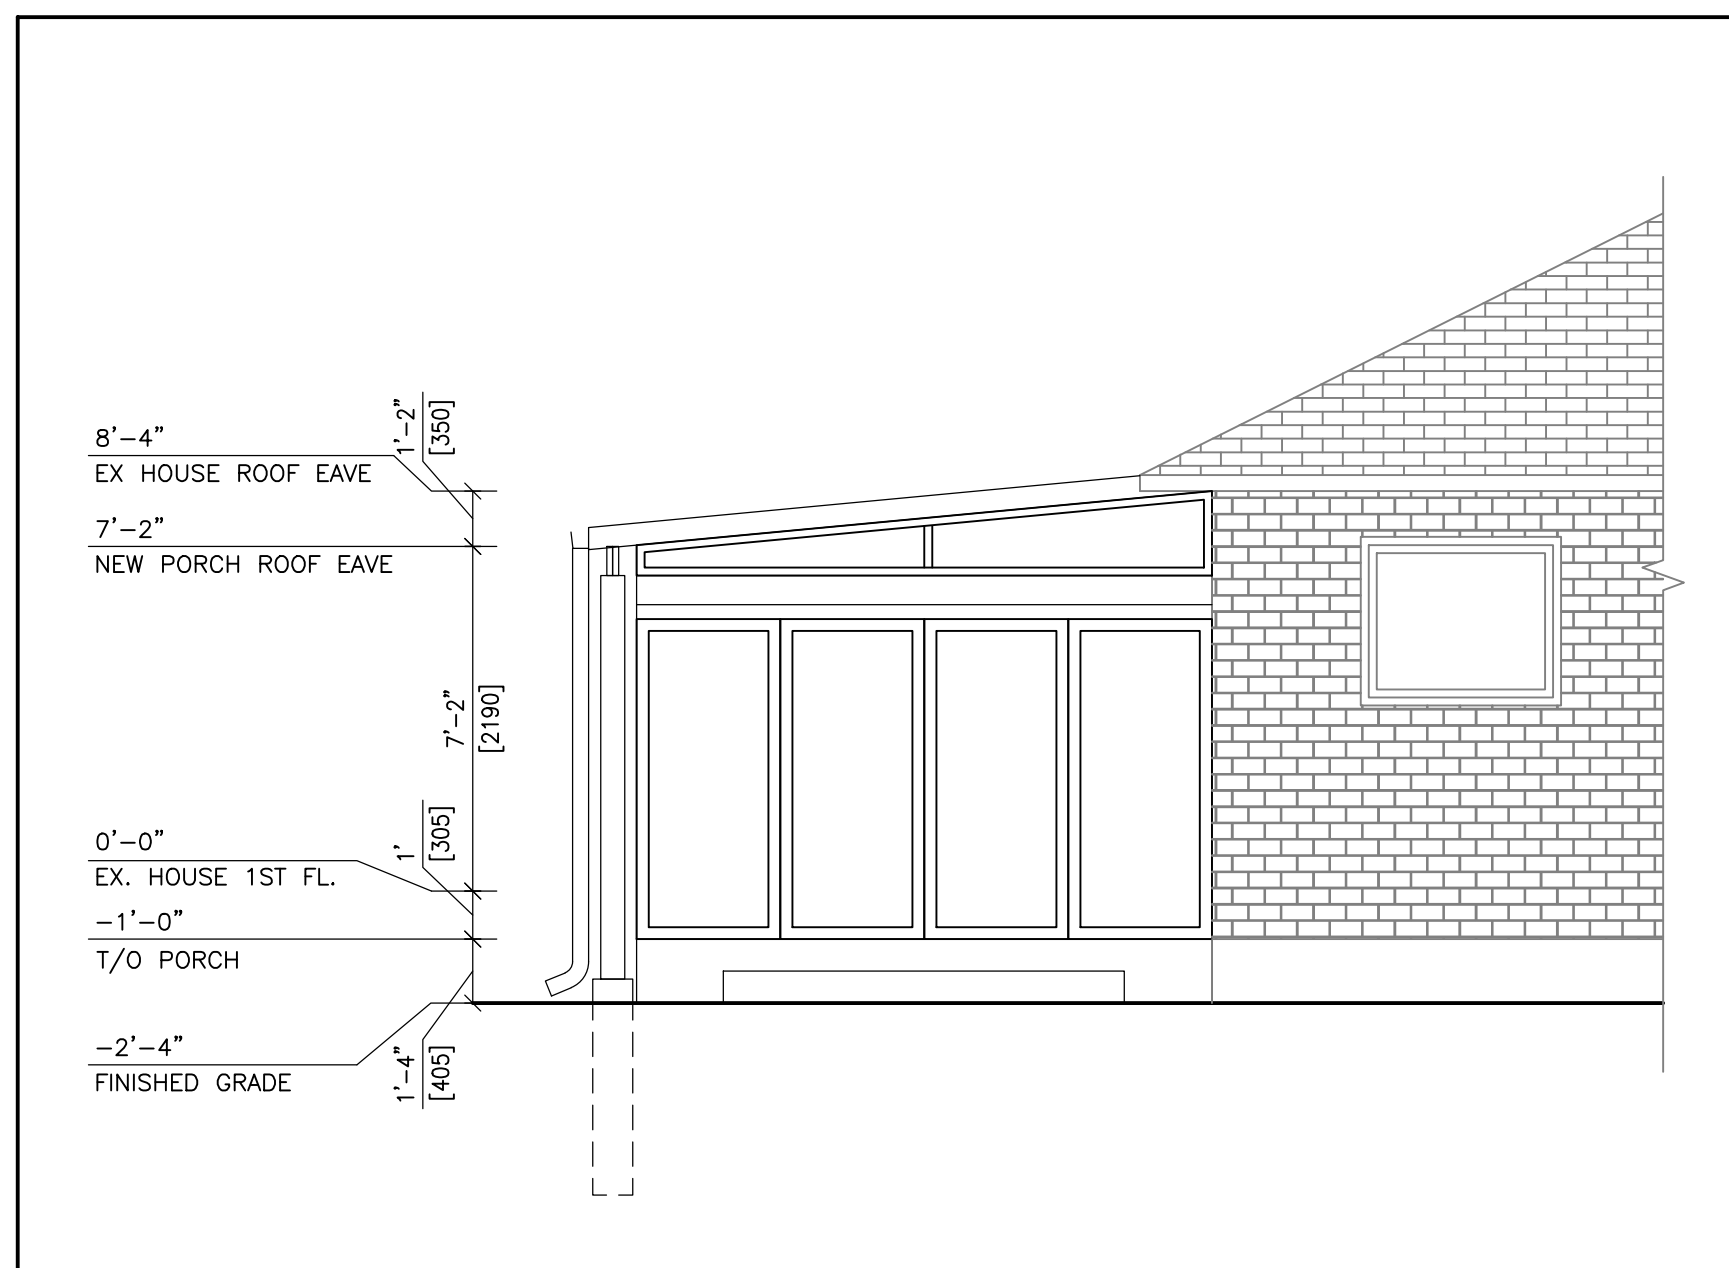 8'-4"
EX HOUSE ROOF EAVE
1'-2"
[350]
7'-2"
NEW PORCH ROOF EAVE
7'-2"
[2190]
0'-0"
EX. HOUSE 1ST FL.
1'
[305]
-1'-0"
T/O PORCH
-2'-4"
FINISHED GRADE
1'-4"
[405]